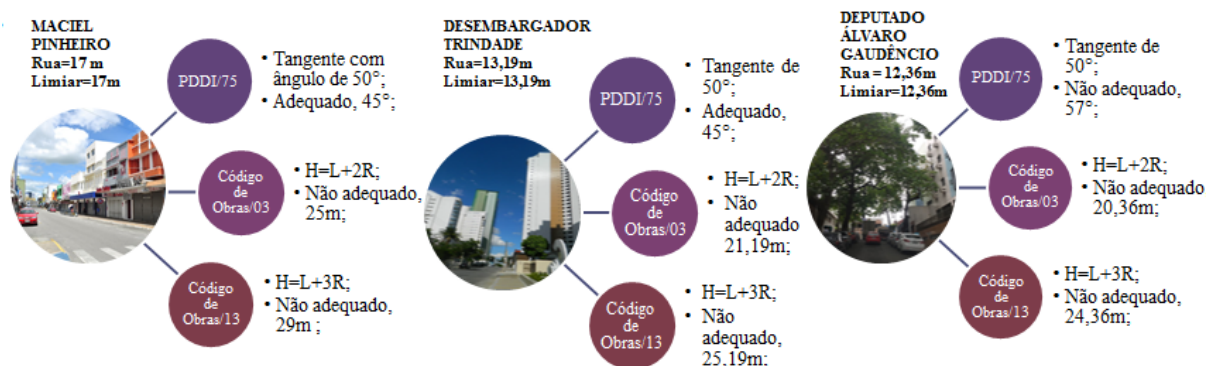 MACIEL
PINHEIRO
Rua=17 m
Limiar=17m
PDDI/75
• Tangente com
ângulo de 50°;
• Adequado, 45°;
Código
de
Obras/03
• H=L+2R;
• Não adequado,
25m;
Código
de
Obras/13
• H=L+3R;
• Não adequado,
29m ;
DESEMBARGADOR
TRINDADE
Rua=13,19m
Limiar=13,19m
PDDI/75
• Tangente de
50°;
• Adequado,
45°;
Código
de
Obras/03
• H=L+2R;
• Não
adequado
21,19m;
Código
de
Obras/13
• H=L+3R;
• Não
adequado,
25,19m;
DEPUTADO
ÁLVARO
GAUDÊNCIO
Rua = 12,36m
Limiar=12,36m
PDDI/75
• Tangente de
50°;
• Não adequado,
57°;
Código
de
Obras/03
• H=L+2R;
• Não adequado
20,36m;
Código
de
Obras/13
• H=L+3R;
• Não adequado,
24,36m;